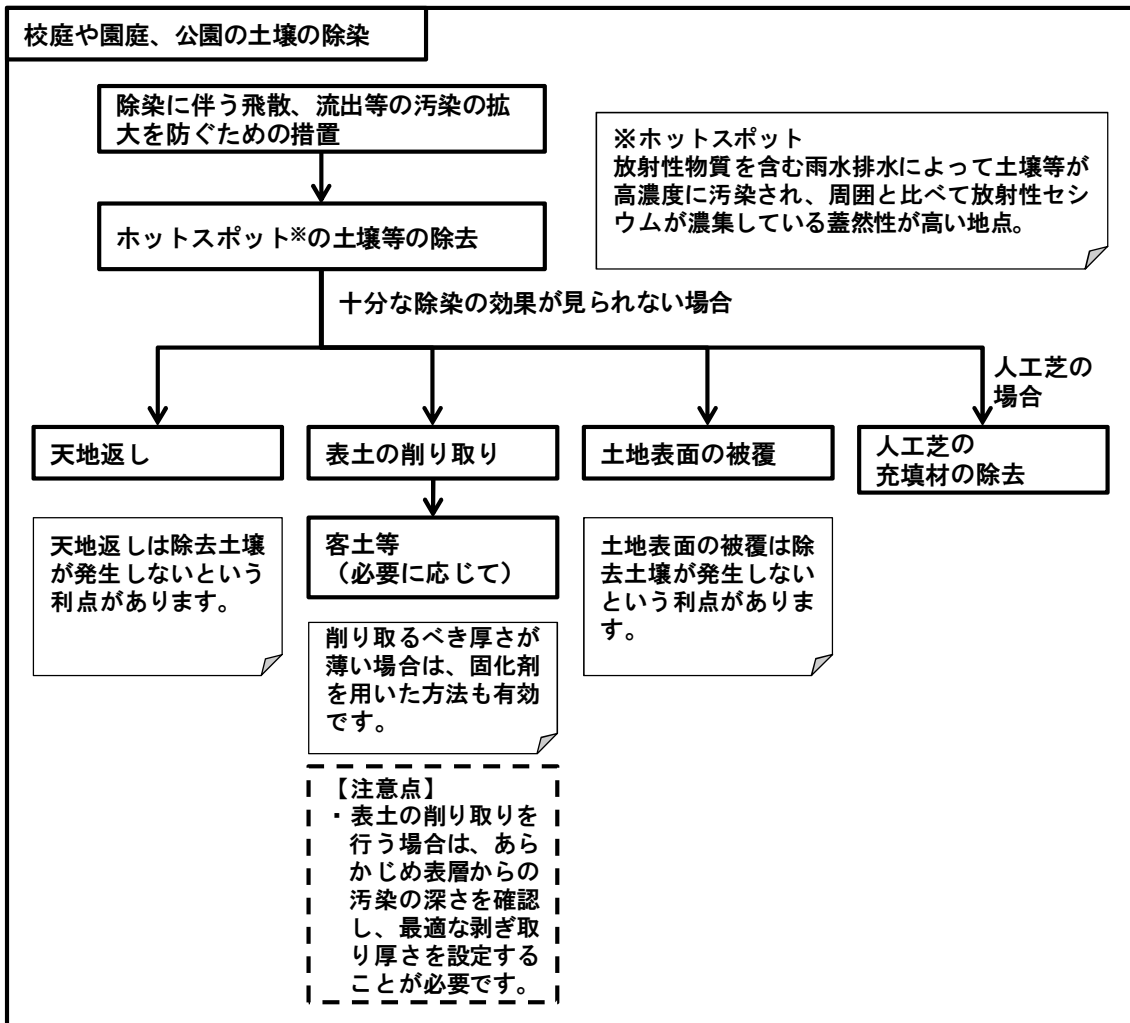 校庭や園庭、公園の土壌の除染
除染に伴う飛散、流出等の汚染の拡
大を防ぐための措置
※ホットスポット
放射性物質を含む雨水排水によって土壌等が
高濃度に汚染され、周囲と比べて放射性セシ
ウムが濃集している蓋然性が高い地点。
ホットスポット※の土壌等の除去
十分な除染の効果が見られない場合
人工芝の
場合
天地返し
表土の削り取り
土地表面の被覆
人工芝の
充填材の除去
天地返しは除去土壌
が発生しないという
利点があります。
客土等
（必要に応じて）
土地表面の被覆は除
去土壌が発生しない
という利点がありま
す。
削り取るべき厚さが
薄い場合は、固化剤
を用いた方法も有効
です。
【注意点】
・表土の削り取りを
行う場合は、あら
かじめ表層からの
汚染の深さを確認
し、最適な剥ぎ取
り厚さを設定する
ことが必要です。